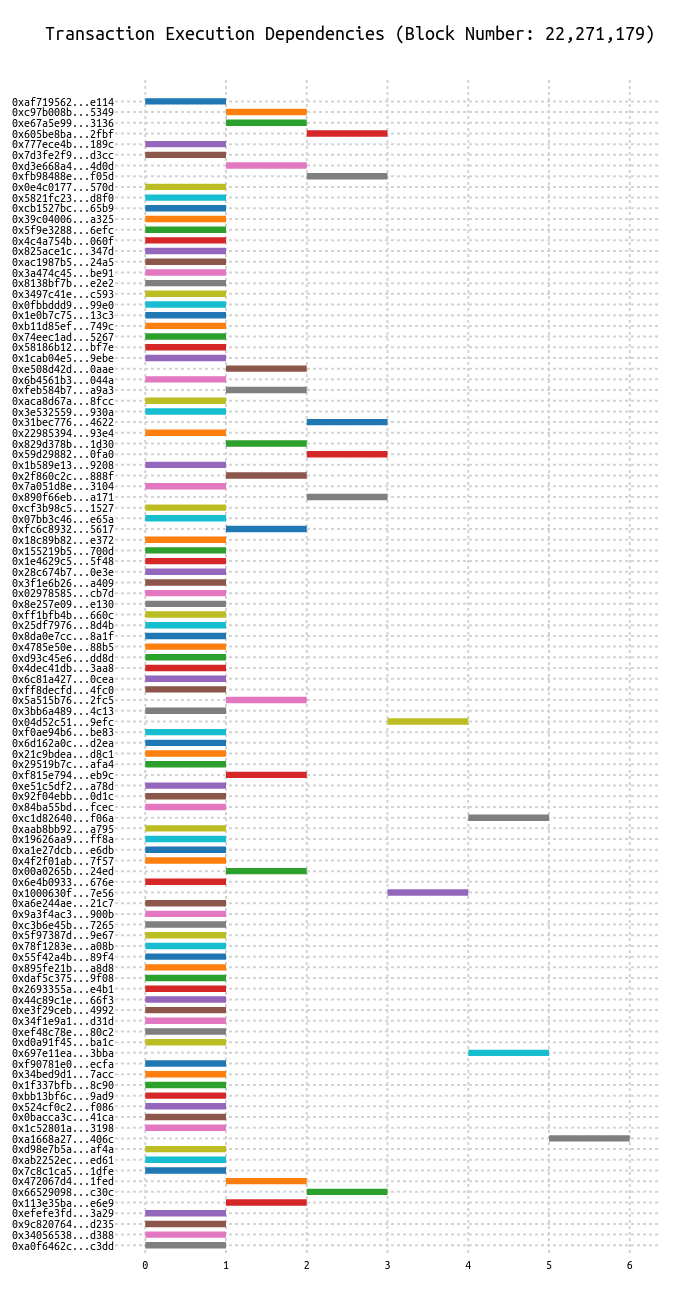 Transaction Execution Dependencies (Block Number: 22,271,179)
0xaf719562...e114
0xc97b008b...5349
0xe67a5e99...3136
0x605be8ba...2fbf
0x777ece4b...189c
0x7d3fe2f9...d3cc
0xd3e668a4...4d0d
0xfb98488e...f05d
0x0e4c0177...570d
0x5821fc23...d8f0
0xcb1527bc...65b9
0x39c04006...a325
0x5f9e3288...6efc
0x4c4a754b...060f
0x825ace1c...347d
0xac1987b5...24a5
0x3a474c45...be91
0x8138bf7b...e2e2
0x3497c41e...c593
0x0fbbddd9...99e0
0x1e0b7c75...13c3
0xb11d85ef...749c
0x74eec1ad...5267
0x58186b12...bf7e
0x1cab04e5...9ebe
0xe508d42d...0aae
0x6b4561b3...044a
0xfeb584b7...a9a3
0xaca8d67a...8fcc
0x3e532559...930a
0x31bec776...4622
0x22985394...93e4
0x829d378b...1d30
0x59d29882...0fa0
0x1b589e13...9208
0x2f860c2c...888f
0x7a051d8e...3104
0x890f66eb...a171
0xcf3b98c5...1527
0x07bb3c46...e65a
0xfc6c8932...5617
0x18c89b82...e372
0x155219b5...700d
0x1e4629c5...5f48
0x28c674b7...0e3e
0x3f1e6b26...a409
0x02978585...cb7d
0x8e257e09...e130
0xff1bfb4b...660c
0x25df7976...8d4b
0x8da0e7cc...8a1f
0x4785e50e...88b5
0xd93c45e6...dd8d
0x4dec41db...3aa8
0x6c81a427...0cea
0xff8decfd...4fc0
0x5a515b76...2fc5
0x3bb6a489...4c13
0x04d52c51...9efc
0xf0ae94b6...be83
0x6d162a0c...d2ea
0x21c9bdea...d8c1
0x29519b7c...afa4
0xf815e794...eb9c
0xe51c5df2...a78d
0x92f04ebb...0d1c
0x84ba55bd...fcec
0xc1d82640...f06a
0xaab8bb92...a795
0x19626aa9...ff8a
0xa1e27dcb...e6db
0x4f2f01ab...7f57
0x00a0265b...24ed
0x6e4b0933...676e
0x1000630f...7e56
0xa6e244ae...21c7
0x9a3f4ac3...900b
0xc3b6e45b...7265
0x5f97387d...9e67
0x78f1283e...a08b
0x55f42a4b...89f4
0x895fe21b...a8d8
0xdaf5c375...9f08
0x2693355a...e4b1
0x44c89c1e...66f3
0xe3f29ceb...4992
0x34f1e9a1...d31d
0xef48c78e...80c2
0xd0a91f45...ba1c
0x697e11ea...3bba
0xf90781e0...ecfa
0x34bed9d1...7acc
0x1f337bfb...8c90
0xbb13bf6c...9ad9
0x524cf0c2...f086
0x0bacca3c...41ca
0x1c52801a...3198
0xa1668a27...406c
0xd98e7b5a...af4a
0xab2252ec...ed61
0x7c8c1ca5...1dfe
0x472067d4...1fed
0x66529098...c30c
0x113e35ba...e6e9
0xefefe3fd...3a29
0x9c820764...d235
0x34056538...d388
0xa0f6462c...c3dd
0 1 2 3 4 5 6